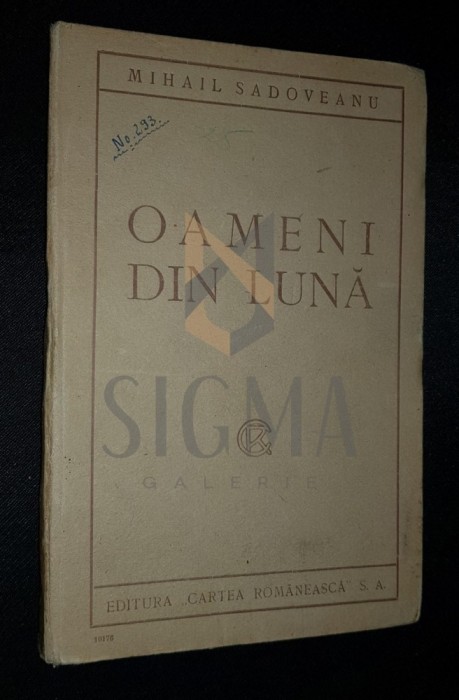 MIHAIL SADOVEANU
No. 293.
OAMENI
DIN LUNĂ
SIGMA
GALERIE
EDITURA „CARTEA ROMÂNEASCĂ" S. A.